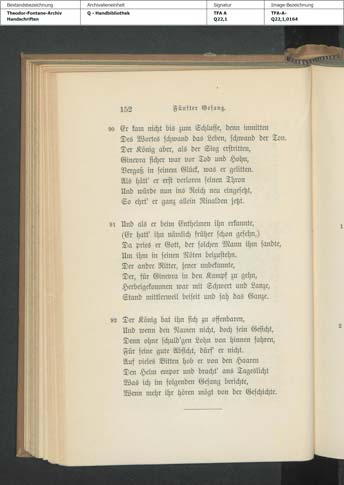 Bestandsbezeichnung Archivalieneinheit Signatur Image-Bezeichnung
Theodor-Fontane-Archiv Q - Handbibliothek TFA A TFA-A-
Handschriften Q22,1 Q22,1,0164
152 Fünfter Gesang.
90 Er kam nicht bis zum Schlusse, denn inmitten
Des Wortes schwand das Leben, schwand der Ton.
Der König aber, als der Sieg erstritten,
Ginevra sicher war vor Tod und Hohn,
Vergaß in seinem Glück, was er gelitten.
Als hätt' er erst verloren seinen Thron
Und würde nun ins Reich neu eingesetzt,
So ehrt' er ganz allein Rinalden jetzt.
91 Und als er beim Enthelmen ihn erkannte,
(Er hatt' ihn nämlich früher schon gesehn,)
Da pries er Gott, der solchen Mann ihm sandte,
Um ihm in seinen Nöten beizustehn.
Der andre Ritter, jener unbekannte,
Der, für Ginevra in den Kampf zu gehn,
Herbeigekommen war mit Schwert und Lanze,
Stand mittlerweil beiseit und sah das Ganze.
92 Der König bat ihn sich zu offenbaren,
Und wenn den Namen nicht, doch sein Gesicht,
Denn ohne schuld'gen Lohn von hinnen fahren,
Für seine gute Absicht, dürf' er nicht.
Auf vieles Bitten hob er von den Haaren
Den Helm empor und bracht' ans Tageslicht
Was ich im folgenden Gesang berichte,
Wenn mehr ihr hören mögt von der Geschichte.